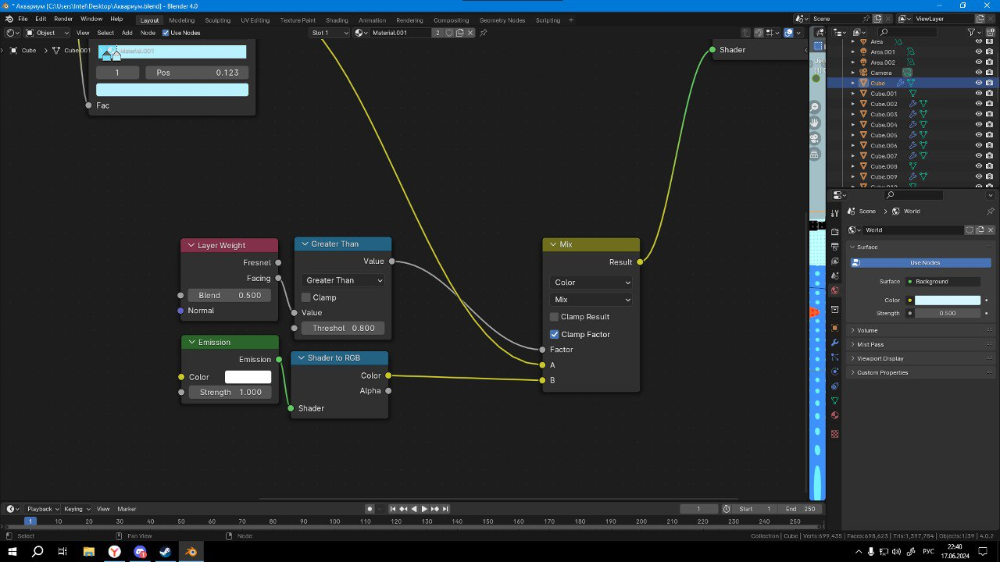 * Аквариум [C:\Users\Intel\Desktop\Аквариум.blend] - Blender 4.0
File Edit Render Window Help
Layout Modeling Sculpting UV Editing Texture Paint Shading Animation Rendering Compositing Geometry Nodes Scripting +
Scene
ViewLayer
Object View Select Add Node Use Nodes
Slot 1
Material.001 2
Cube > Cube.001 Material.001
1
Pos 0.123
Fac
Shader
Layer Weight
Fresnel
Facing
Blend 0.500
Normal
Greater Than
Value
Greater Than
Clamp
Value
Threshol 0.800
Emission
Emission
Color
Strength 1.000
Shader to RGB
Color
Alpha
Shader
Mix
Result
Color
Mix
Clamp Result
Clamp Factor
Factor
A
B
Area
Area.001
Area.002
Camera
Cube
Cube.001
Cube.002
Cube.003
Cube.004
Cube.005
Cube.006
Cube.007
Cube.008
Cube.009
Scene > World
World
Surface
Use Nodes
Surface Background
Color
Strength 0.500
Volume
Mist Pass
Viewport Display
Custom Properties
Playback Keying View Marker
1
Start 1
End 250
1 10 20 30 40 50 60 70 80 90 100 110 120 130 140 150 160 170 180 190 200 210 220 230 240 250
Select
Pan View
Node
Collection | Cube | Verts:699,435 | Faces:698,623 | Tris:1,397,784 | Objects:1/39 | 4.0.2
РУС
22:40
17.06.2024